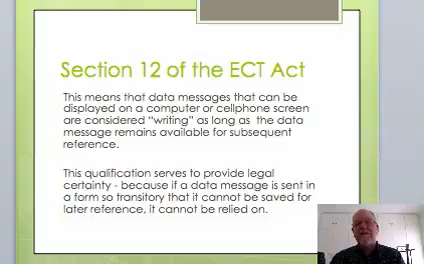 Section 12 of the ECT Act
This means that data messages that can be
displayed on a computer or cellphone screen
are considered “writing” as long as  the data
message remains available for subsequent
reference.
This qualification serves to provide legal
certainty - because if a data message is sent in
a form so transitory that it cannot be saved for
later reference, it cannot be relied on.